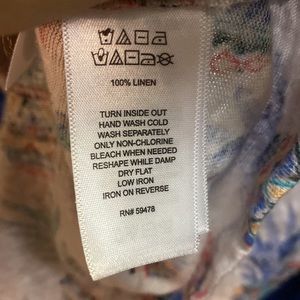 100% LINEN
TURN INSIDE OUT
HAND WASH COLD
WASH SEPARATELY
ONLY NON-CHLORINE
BLEACH WHEN NEEDED
RESHAPE WHILE DAMP
DRY FLAT
LOW IRON
IRON ON REVERSE
RN# 59478